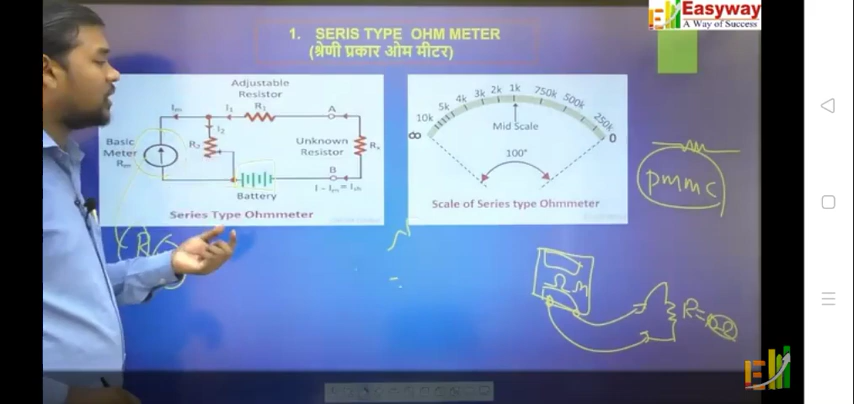 Easyway
A Way of Success
1. SERIS TYPE OHM METER
(श्रेणी प्रकार ओम मीटर)
Adjustable
Resistor
Iₘ
I₁
R₁
A
I₂
R₂
Basic
Meter
Rₘ
Unknown
Resistor
Rₓ
B
I − Iₘ = Iₛₕ
Battery
Series Type Ohmmeter
∞
10k
5k
4k
3k
2k
1k
750k
500k
250k
0
Mid Scale
100°
Scale of Series type Ohmmeter
PMMC
Ω
R=